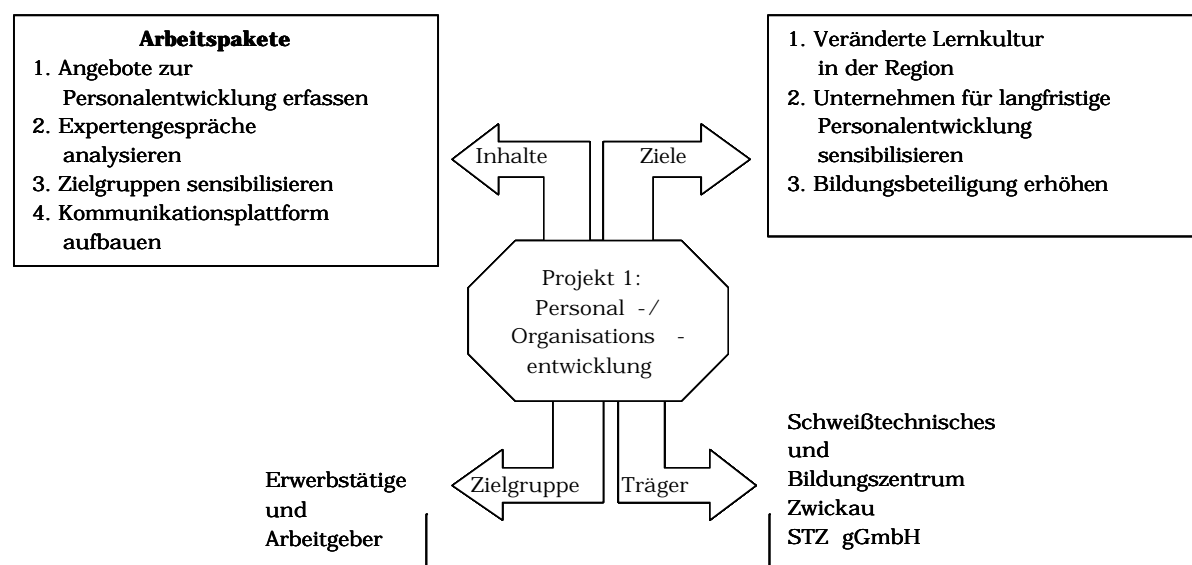 Arbeitspakete
1. Angebote zur
Personalentwicklung erfassen
2. Expertengespräche
analysieren
3. Zielgruppen sensibilisieren
4. Kommunikationsplattform
aufbauen
1. Veränderte Lernkultur
in der Region
2. Unternehmen für langfristige
Personalentwicklung
sensibilisieren
3. Bildungsbeteiligung erhöhen
Inhalte
Ziele
Projekt 1:
Personal -/
Organisations -
entwicklung
Zielgruppe
Träger
Erwerbstätige
und
Arbeitgeber
Schweißtechnisches
und
Bildungszentrum
Zwickau
STZ gGmbH